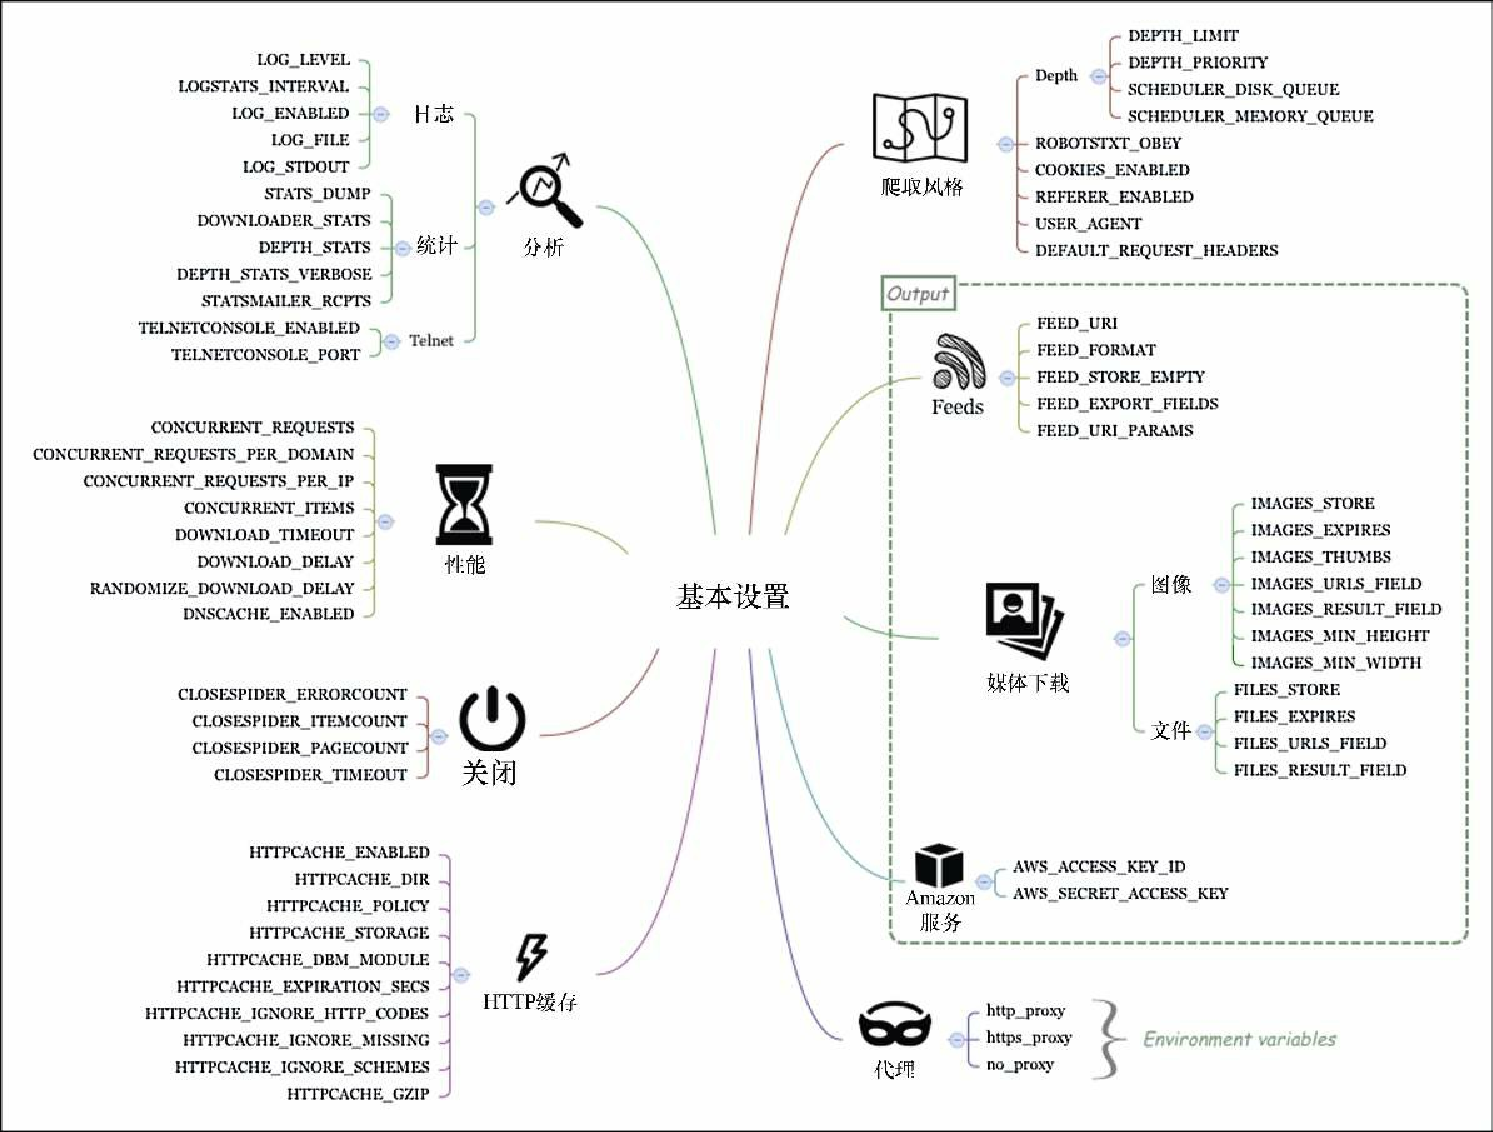 LOG_LEVEL
LOGSTATS_INTERVAL
LOG_ENABLED
LOG_FILE
LOG_STDOUT
日志
STATS_DUMP
DOWNLOADER_STATS
DEPTH_STATS
DEPTH_STATS_VERBOSE
STATSMAILER_RCPTS
统计
TELNETCONSOLE_ENABLED
TELNETCONSOLE_PORT
Telnet
分析
CONCURRENT_REQUESTS
CONCURRENT_REQUESTS_PER_DOMAIN
CONCURRENT_REQUESTS_PER_IP
CONCURRENT_ITEMS
DOWNLOAD_TIMEOUT
DOWNLOAD_DELAY
RANDOMIZE_DOWNLOAD_DELAY
DNSCACHE_ENABLED
性能
CLOSESPIDER_ERRORCOUNT
CLOSESPIDER_ITEMCOUNT
CLOSESPIDER_PAGECOUNT
CLOSESPIDER_TIMEOUT
关闭
HTTPCACHE_ENABLED
HTTPCACHE_DIR
HTTPCACHE_POLICY
HTTPCACHE_STORAGE
HTTPCACHE_DBM_MODULE
HTTPCACHE_EXPIRATION_SECS
HTTPCACHE_IGNORE_HTTP_CODES
HTTPCACHE_IGNORE_MISSING
HTTPCACHE_IGNORE_SCHEMES
HTTPCACHE_GZIP
HTTP缓存
基本设置
爬取风格
Depth
DEPTH_LIMIT
DEPTH_PRIORITY
SCHEDULER_DISK_QUEUE
SCHEDULER_MEMORY_QUEUE
ROBOTSTXT_OBEY
COOKIES_ENABLED
REFERER_ENABLED
USER_AGENT
DEFAULT_REQUEST_HEADERS
Output
Feeds
FEED_URI
FEED_FORMAT
FEED_STORE_EMPTY
FEED_EXPORT_FIELDS
FEED_URI_PARAMS
媒体下载
图像
IMAGES_STORE
IMAGES_EXPIRES
IMAGES_THUMBS
IMAGES_URLS_FIELD
IMAGES_RESULT_FIELD
IMAGES_MIN_HEIGHT
IMAGES_MIN_WIDTH
文件
FILES_STORE
FILES_EXPIRES
FILES_URLS_FIELD
FILES_RESULT_FIELD
Amazon
服务
AWS_ACCESS_KEY_ID
AWS_SECRET_ACCESS_KEY
代理
http_proxy
https_proxy
no_proxy
Environment variables